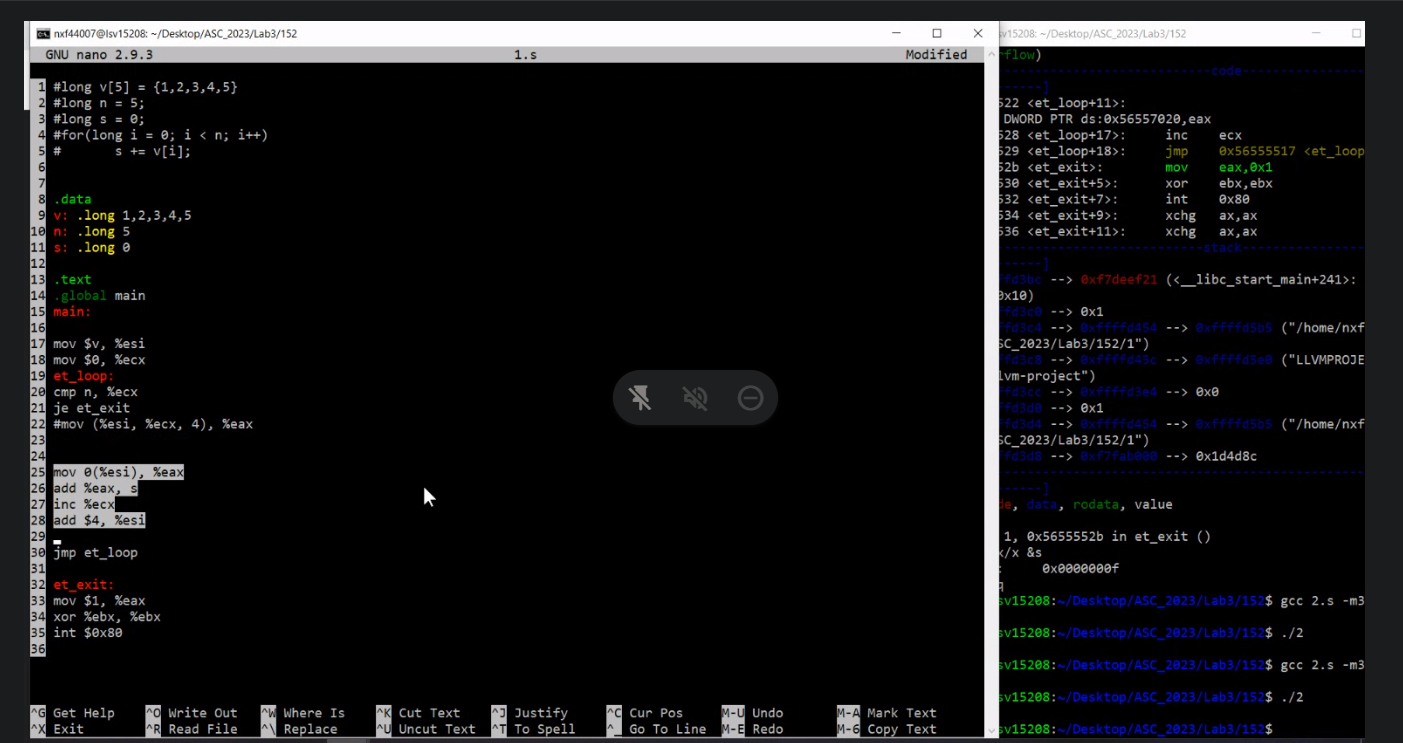 nxf44007@lsv15208: ~/Desktop/ASC_2023/Lab3/152
GNU nano 2.9.3 1.s Modified
1 #long v[5] = {1,2,3,4,5}
2 #long n = 5;
3 #long s = 0;
4 #for(long i = 0; i < n; i++)
5 # s += v[i];
6
7
8 .data
9 v: .long 1,2,3,4,5
10 n: .long 5
11 s: .long 0
12
13 .text
14 .global main
15 main:
16
17 mov $v, %esi
18 mov $0, %ecx
19 et_loop:
20 cmp n, %ecx
21 je et_exit
22 #mov (%esi, %ecx, 4), %eax
23
24
25 mov 0(%esi), %eax
26 add %eax, s
27 inc %ecx
28 add $4, %esi
29
30 jmp et_loop
31
32 et_exit:
33 mov $1, %eax
34 xor %ebx, %ebx
35 int $0x80
36
^G Get Help ^O Write Out ^W Where Is ^K Cut Text ^J Justify ^C Cur Pos M-U Undo M-A Mark Text
^X Exit ^R Read File ^\ Replace ^U Uncut Text ^T To Spell ^_ Go To Line M-E Redo M-6 Copy Text
v15208: ~/Desktop/ASC_2023/Lab3/152
rflow)
code
522 <et_loop+11>:
DWORD PTR ds:0x56557020,eax
528 <et_loop+17>: inc ecx
529 <et_loop+18>: jmp 0x56555517 <et_loop
52b <et_exit>: mov eax,0x1
530 <et_exit+5>: xor ebx,ebx
532 <et_exit+7>: int 0x80
534 <et_exit+9>: xchg ax,ax
536 <et_exit+11>: xchg ax,ax
stack
ffd3bc --> 0xf7deef21 (<__libc_start_main+241>:
0x10)
ffd3c0 --> 0x1
ffd3c4 --> 0xffffd454 --> 0xffffd5b5 ("/home/nxf
SC_2023/Lab3/152/1")
ffd3c8 --> 0xffffd45c --> 0xffffd5e0 ("LLVMPROJE
lvm-project")
ffd3cc --> 0xffffd3e4 --> 0x0
ffd3d0 --> 0x1
ffd3d4 --> 0xffffd454 --> 0xffffd5b5 ("/home/nxf
SC_2023/Lab3/152/1")
ffd3d8 --> 0xf7fab000 --> 0x1d4d8c
de, data, rodata, value
1, 0x5655552b in et_exit ()
x/x &s
: 0x0000000f
q
sv15208:~/Desktop/ASC_2023/Lab3/152$ gcc 2.s -m3
sv15208:~/Desktop/ASC_2023/Lab3/152$ ./2
sv15208:~/Desktop/ASC_2023/Lab3/152$ gcc 2.s -m3
sv15208:~/Desktop/ASC_2023/Lab3/152$ ./2
sv15208:~/Desktop/ASC_2023/Lab3/152$